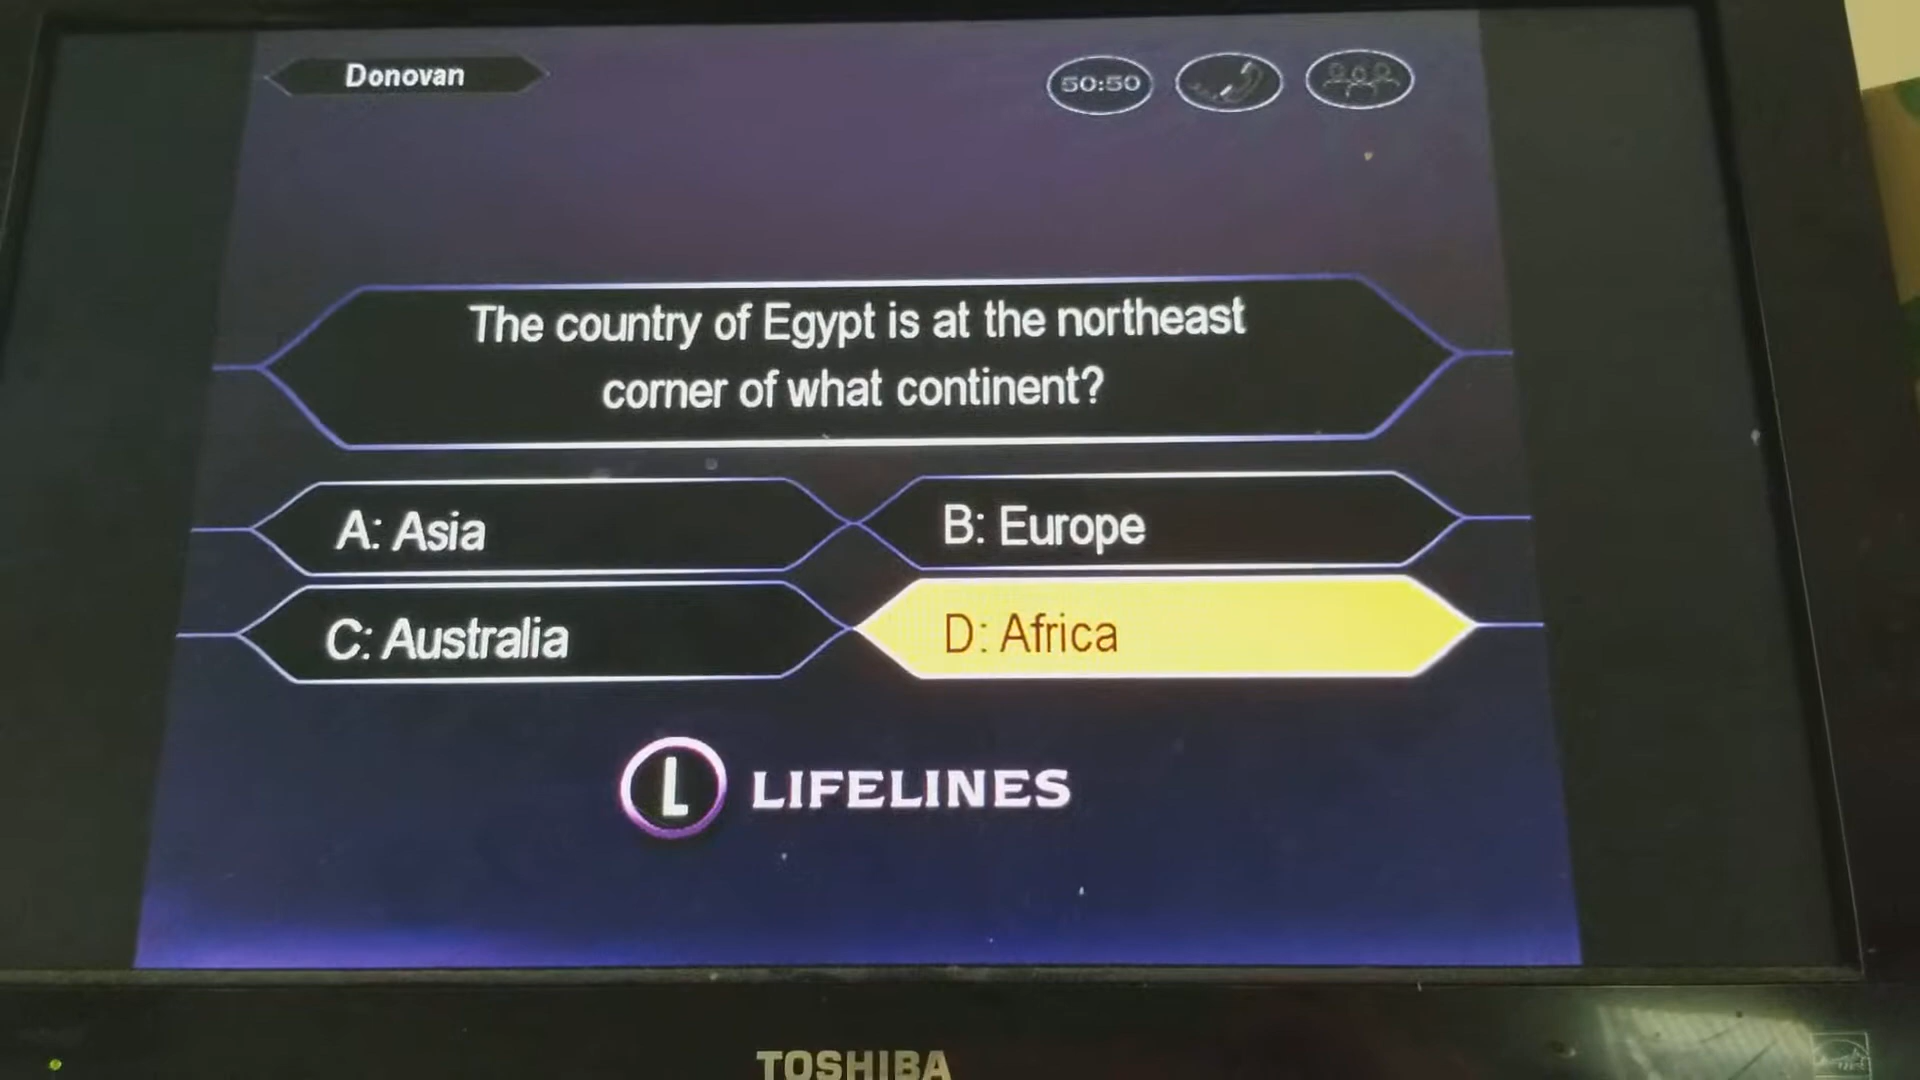 Donovan
50:50
The country of Egypt is at the northeast
corner of what continent?
A: Asia
B: Europe
C: Australia
D: Africa
L LIFELINES
TOSHIBA